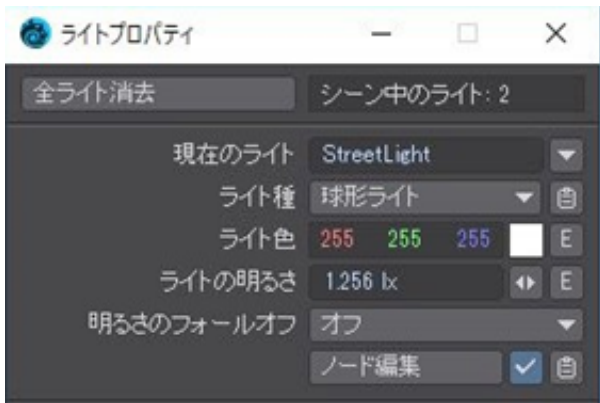 ライトプロパティ
全ライト消去 シーン中のライト: 2
現在のライト StreetLight
ライト種 球形ライト
ライト色 255 255 255 E
ライトの明るさ 1.256 lx E
明るさのフォールオフ オフ
ノード編集